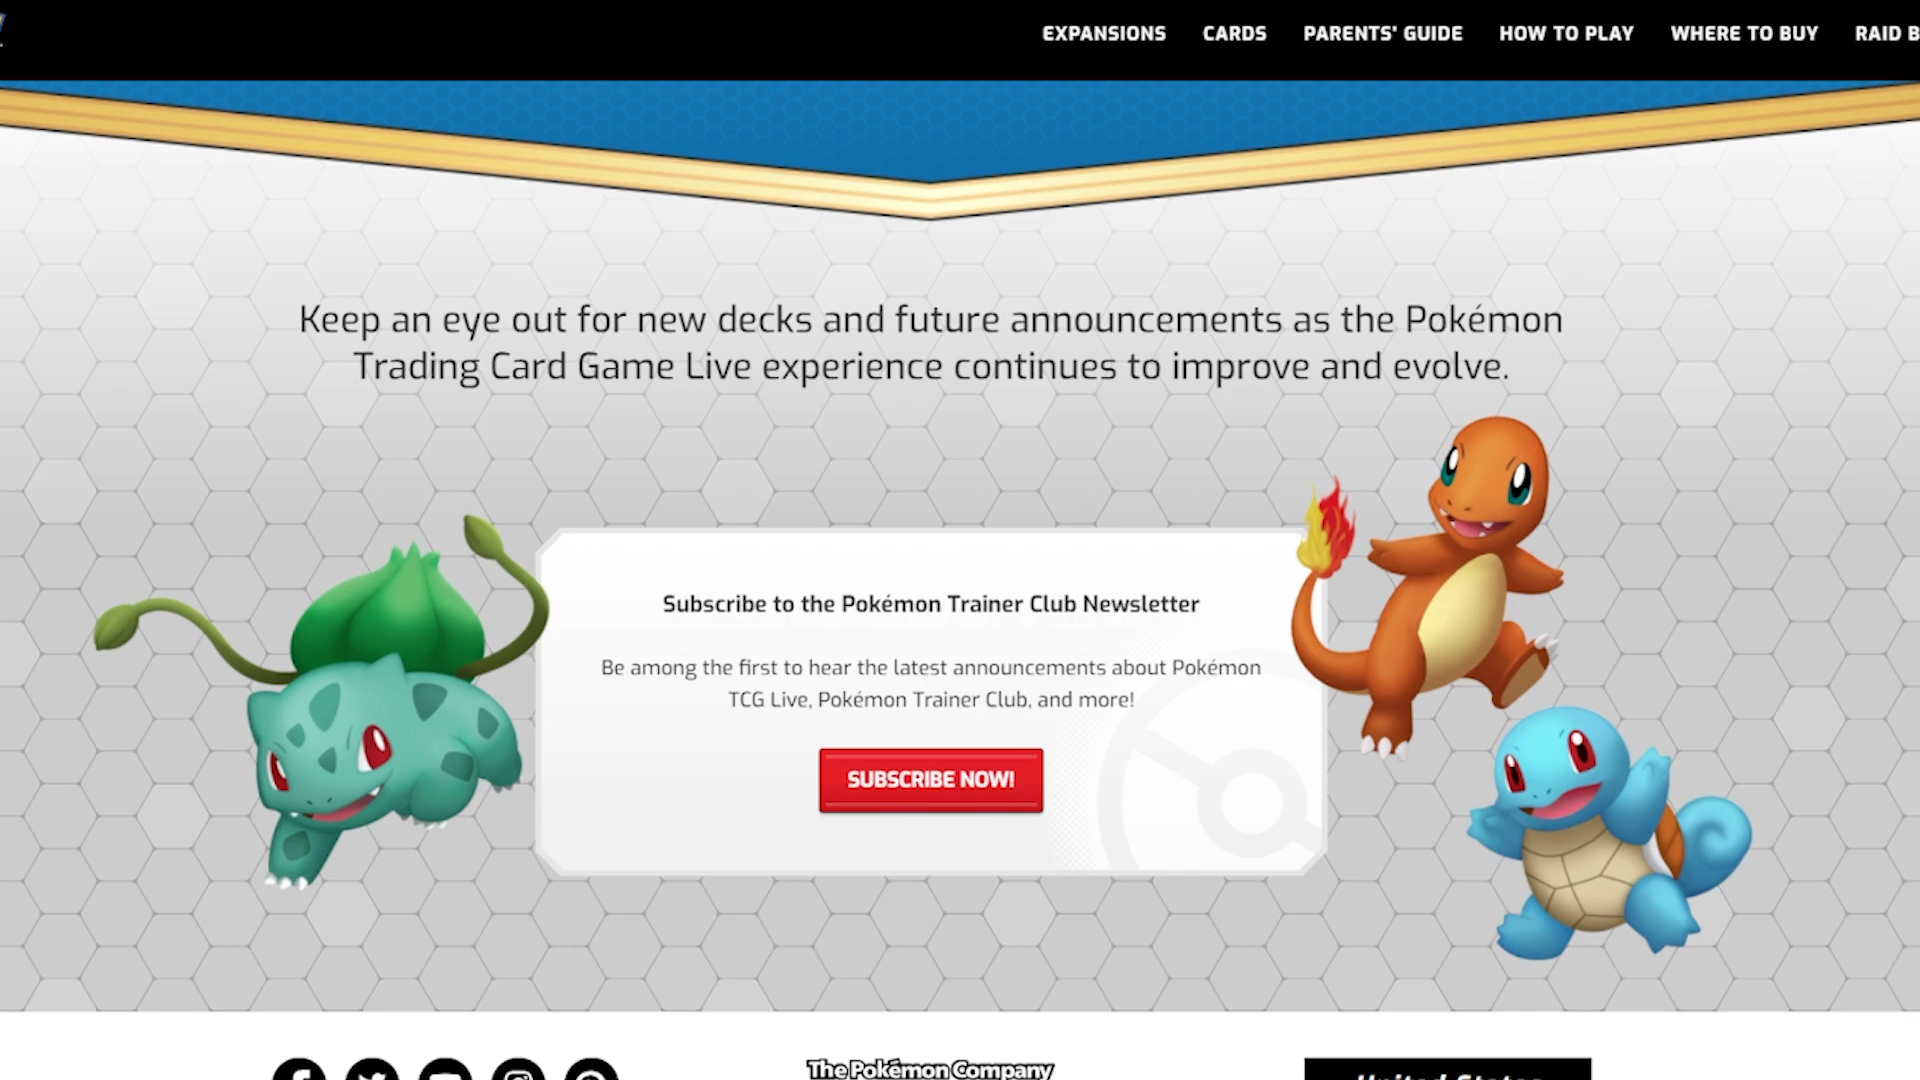 EXPANSIONS CARDS PARENTS' GUIDE HOW TO PLAY WHERE TO BUY RAID
Keep an eye out for new decks and future announcements as the Pokémon
Trading Card Game Live experience continues to improve and evolve.
Subscribe to the Pokémon Trainer Club Newsletter
Be among the first to hear the latest announcements about Pokémon
TCG Live, Pokémon Trainer Club, and more!
SUBSCRIBE NOW!
The Pokémon Company
United States